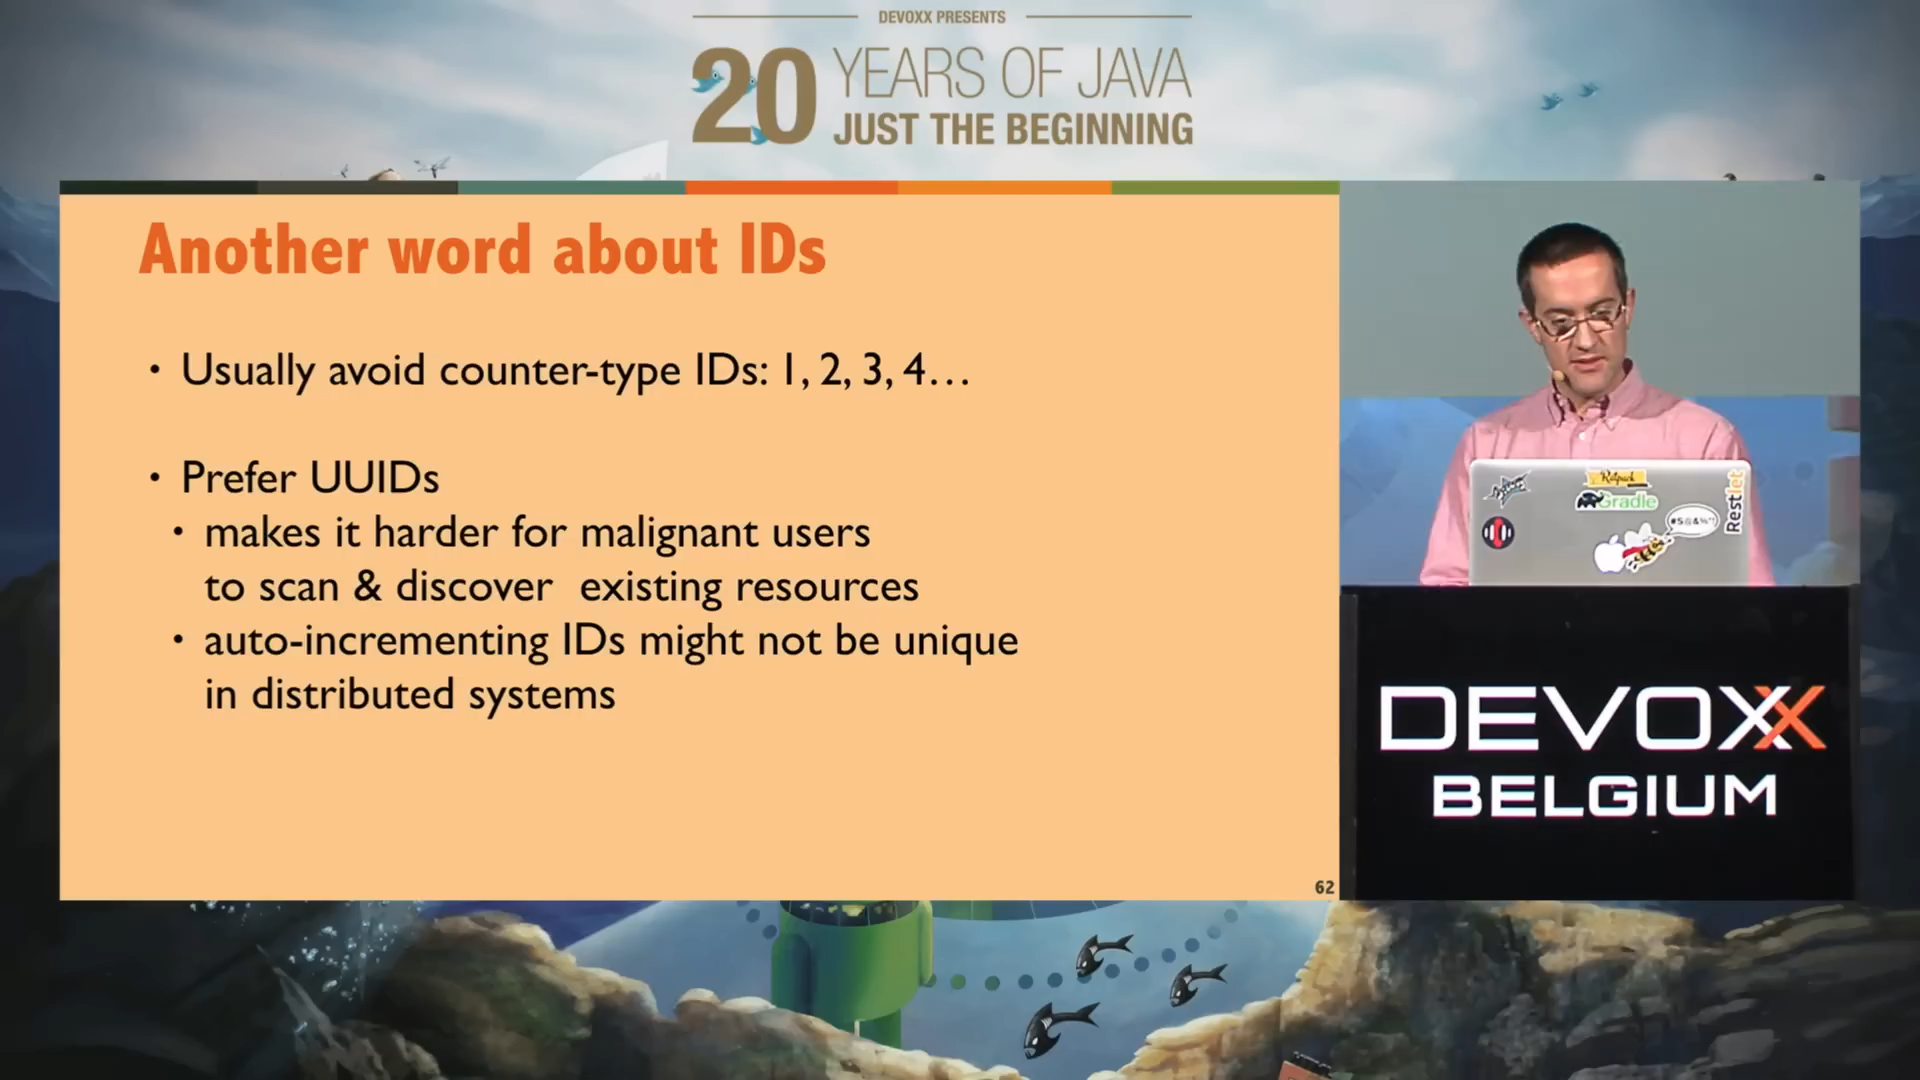 DEVOXX PRESENTS
20 YEARS OF JAVA
JUST THE BEGINNING
Another word about IDs
• Usually avoid counter-type IDs: 1, 2, 3, 4…
• Prefer UUIDs
• makes it harder for malignant users
to scan & discover existing resources
• auto-incrementing IDs might not be unique
in distributed systems
62
Ratpack
Gradle
Restlet
#$@&%*!
DEVOXX
BELGIUM